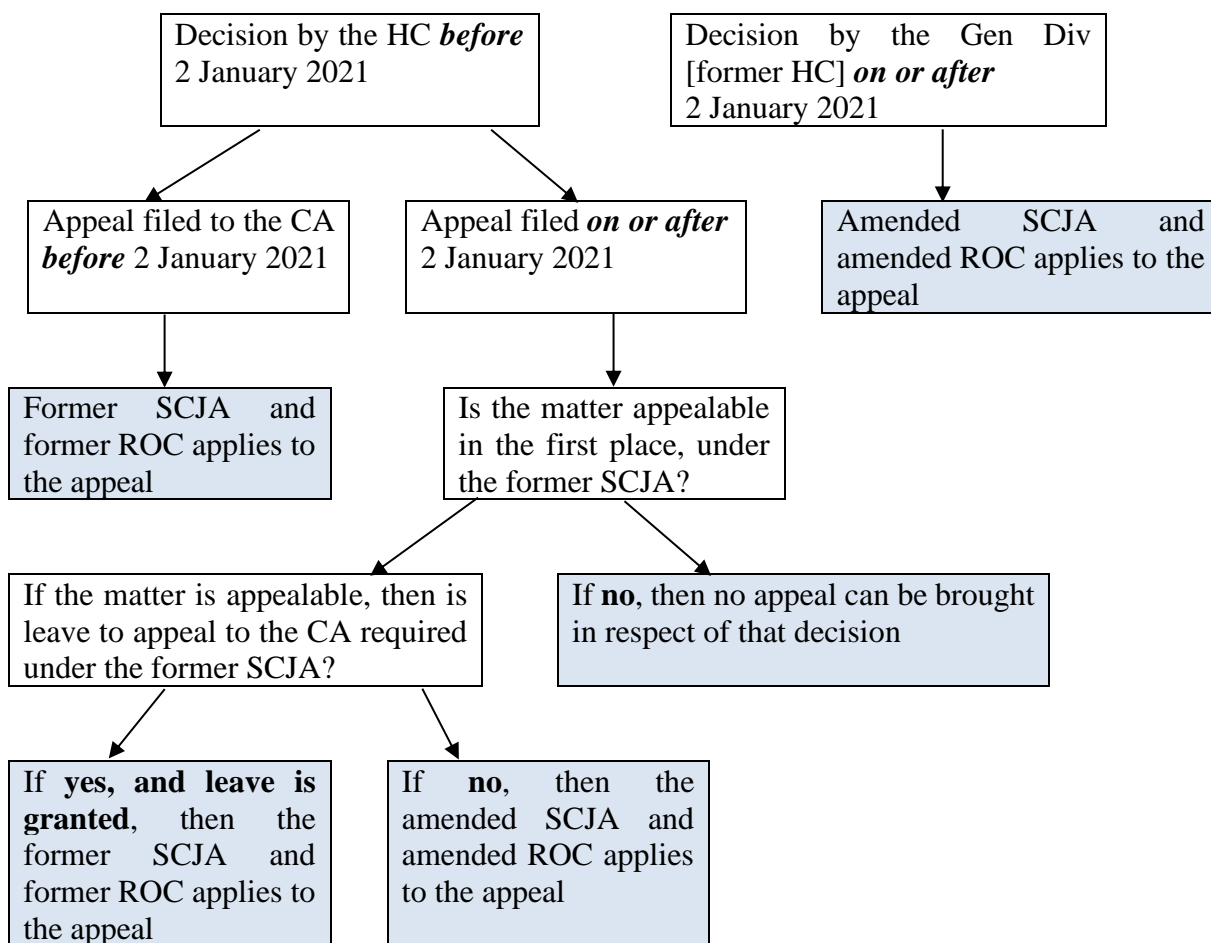 Decision by the HC before
2 January 2021
Decision by the Gen Div
[former HC] on or after
2 January 2021
Appeal filed to the CA
before 2 January 2021
Appeal filed on or after
2 January 2021
Amended SCJA and
amended ROC applies to the
appeal
Former SCJA and
former ROC applies to
the appeal
Is the matter appealable
in the first place, under
the former SCJA?
If the matter is appealable, then is
leave to appeal to the CA required
under the former SCJA?
If no, then no appeal can be brought
in respect of that decision
If yes, and leave is
granted, then the
former SCJA and
former ROC applies to
the appeal
If no, then the
amended SCJA and
amended ROC applies
to the appeal